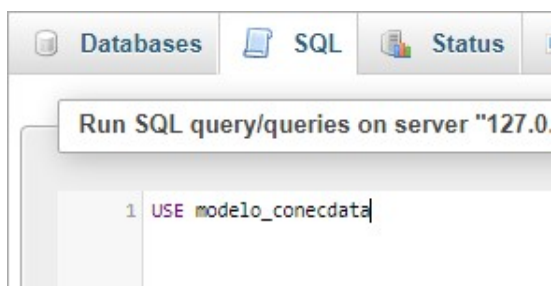 Databases SQL Status
Run SQL query/queries on server "127.0.
1 USE modelo_conecdata